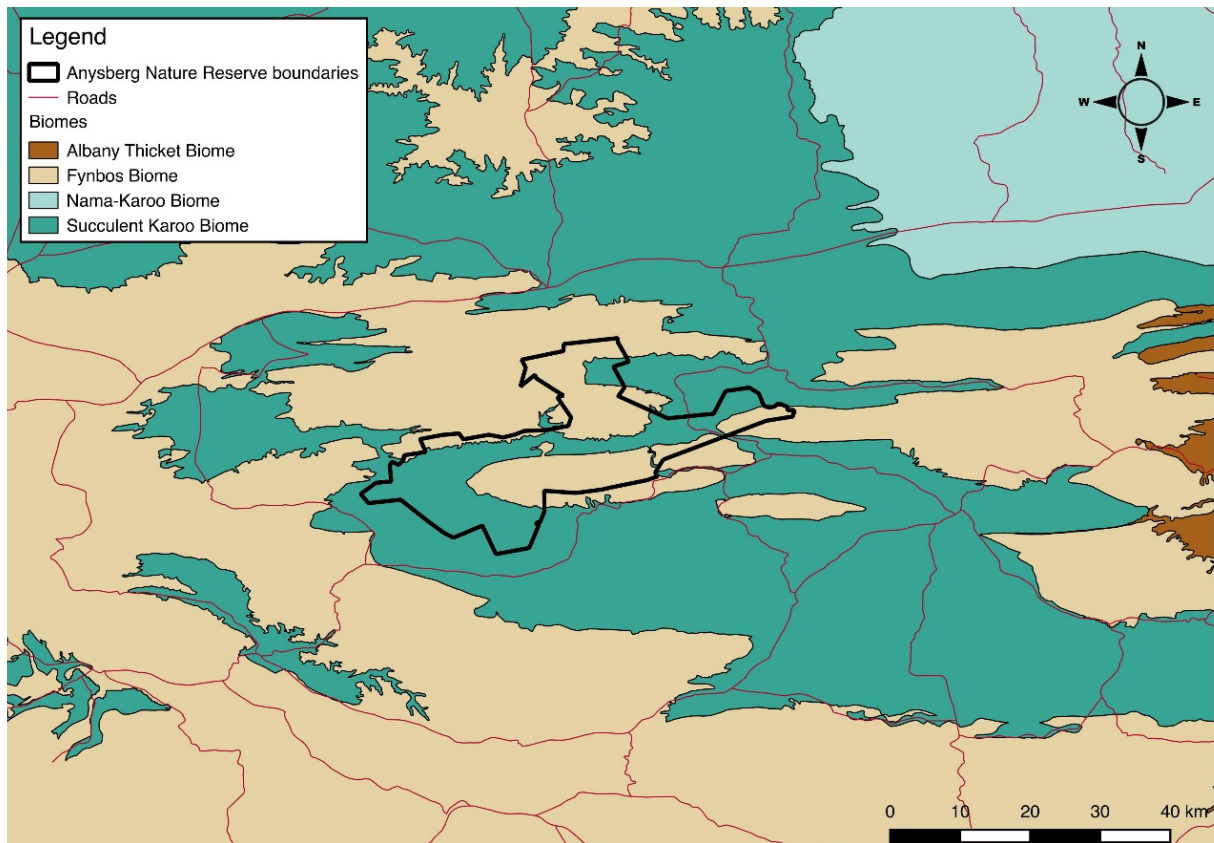 Legend
Anysberg Nature Reserve boundaries
Roads
Biomes
Albany Thicket Biome
Fynbos Biome
Nama-Karoo Biome
Succulent Karoo Biome
N
W E
S
0 10 20 30 40 km